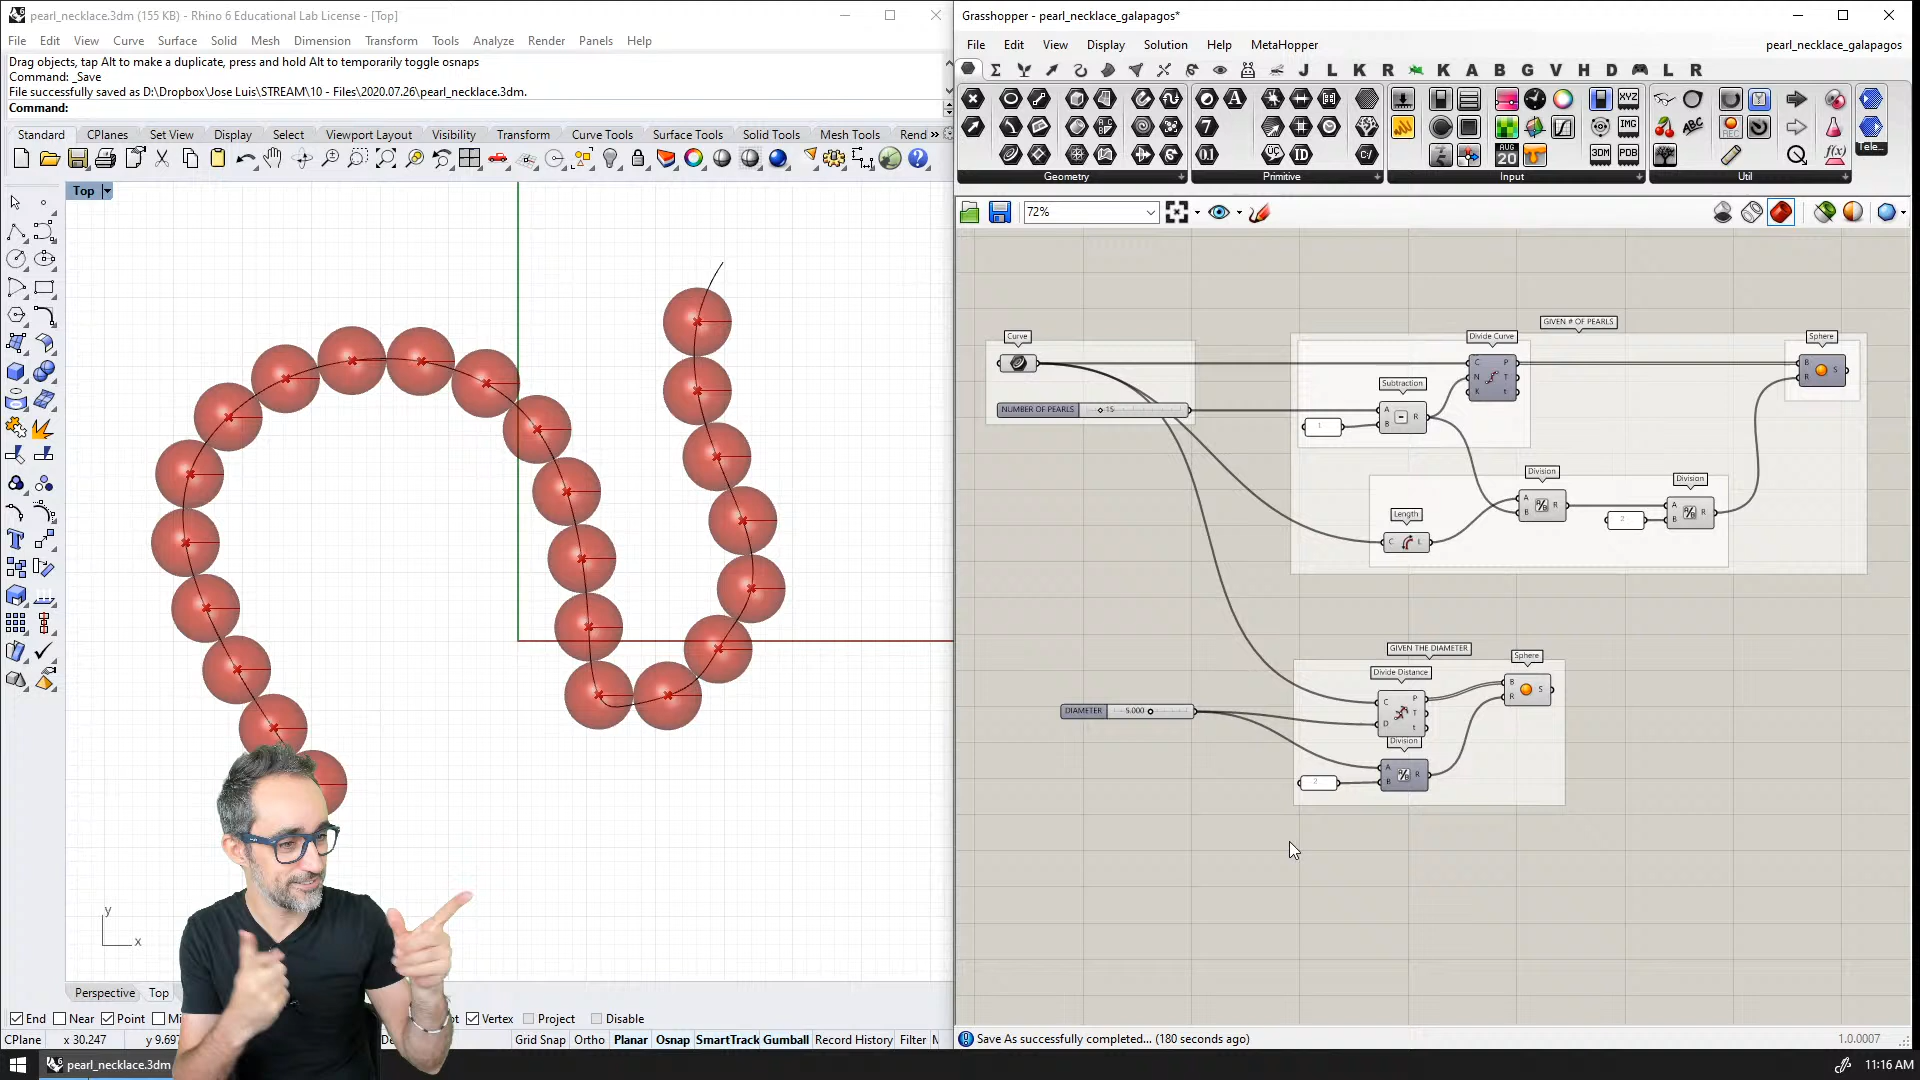 pearl_necklace.3dm (155 KB) - Rhino 6 Educational Lab License - [Top]
File Edit View Curve Surface Solid Mesh Dimension Transform Tools Analyze Render Panels Help
Drag objects, tap Alt to make a duplicate, press and hold Alt to temporarily toggle osnaps
Command: _Save
File successfully saved as D:\Dropbox\Jose Luis\STREAM\10 - Files\2020.07.26\pearl_necklace.3dm.
Command:
Standard CPlanes Set View Display Select Viewport Layout Visibility Transform Curve Tools Surface Tools Solid Tools Mesh Tools Rend »
Top
y
x
Perspective Top
End Near Point Mi Vertex Project Disable
CPlane x 30.247 y 9.697 Grid Snap Ortho Planar Osnap SmartTrack Gumball Record History Filter
pearl_necklace.3dm
Grasshopper - pearl_necklace_galapagos*
File Edit View Display Solution Help MetaHopper pearl_necklace_galapagos
J L K R K A B G V H D L R
Geometry Primitive Input Util
Tele...
72%
GIVEN # OF PEARLS
Curve Divide Curve Sphere
C P B S
N T R
K t
Subtraction
NUMBER OF PEARLS 15
A R
1 B
Division Division
A R A R
B 2 B
Length
C L
GIVEN THE DIAMETER
Sphere
Divide Distance
B S
C P R
DIAMETER 5.000
D T
t
Division
A R
2 B
Save As successfully completed... (180 seconds ago) 1.0.0007
11:16 AM